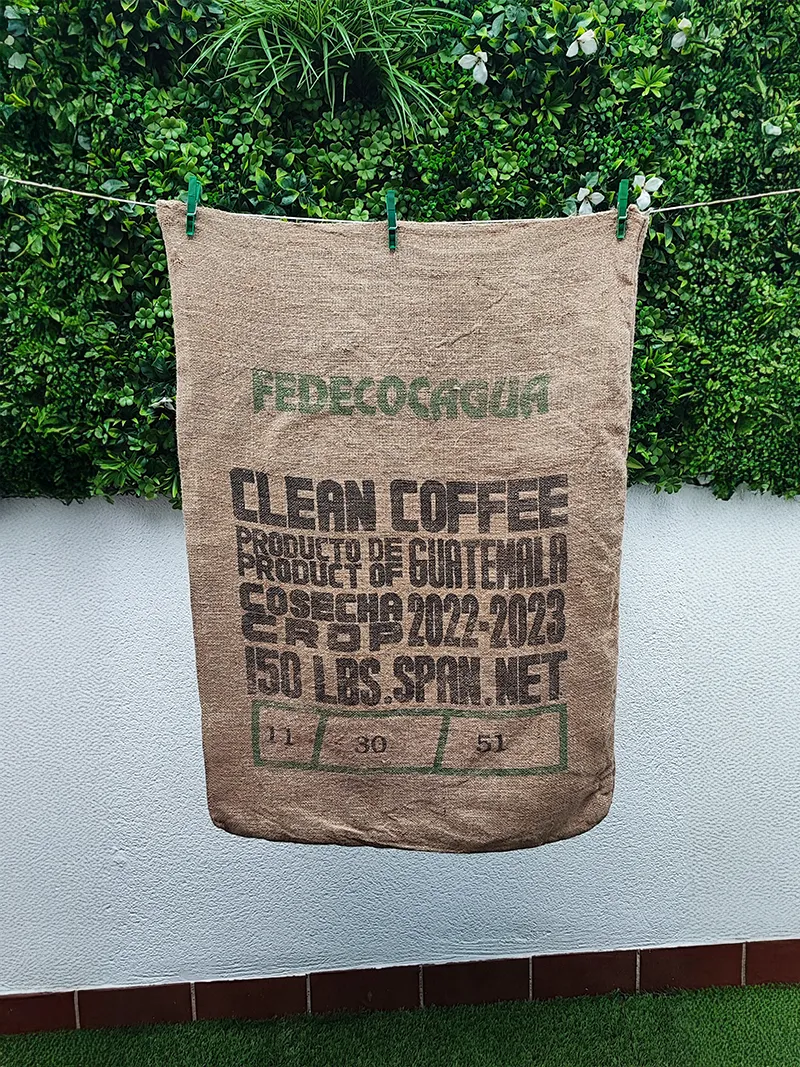 FEDECOCAGUA
CLEAN COFFEE
PRODUCTO DE
PRODUCT OF GUATEMALA
COSECHA
CROP 2022-2023
150 LBS.SPAN.NET
11 30 51